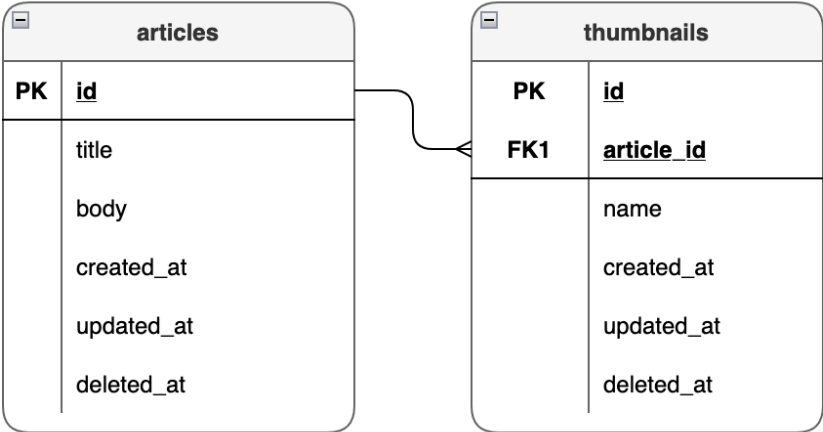 articles
PK id
title
body
created_at
updated_at
deleted_at
thumbnails
PK id
FK1 article_id
name
created_at
updated_at
deleted_at